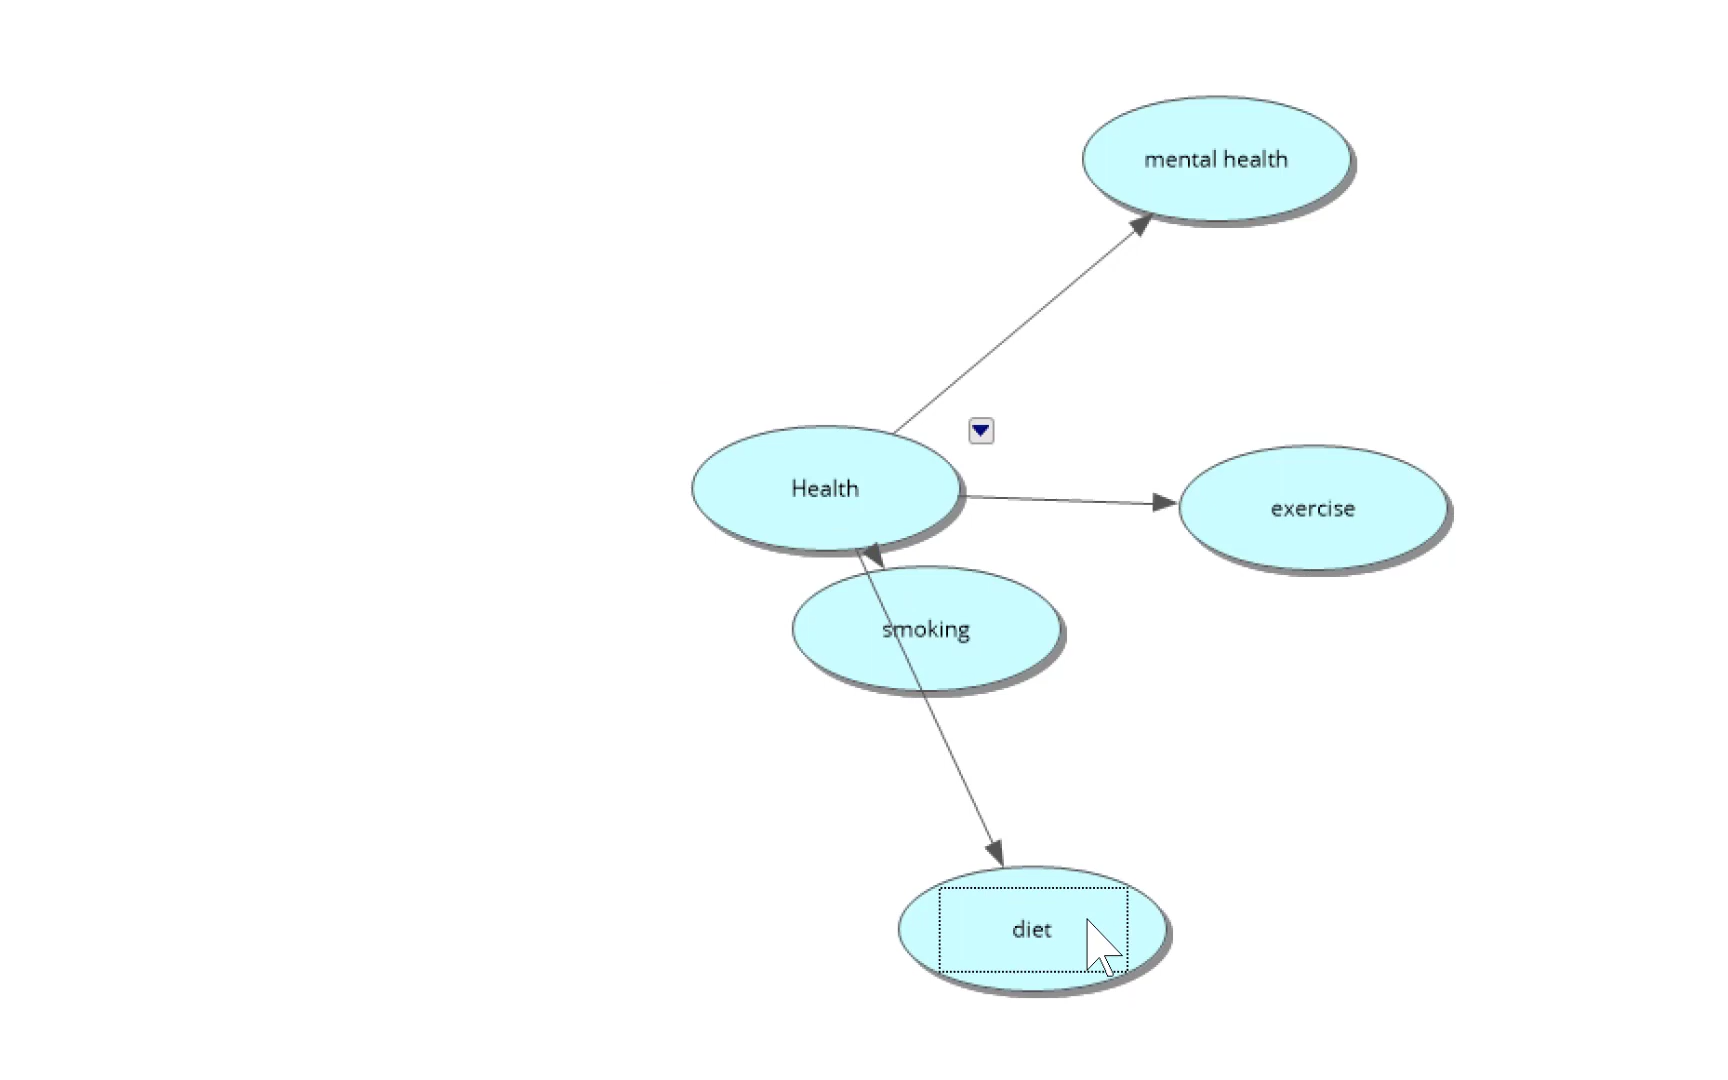 mental health
Health
exercise
smoking
diet